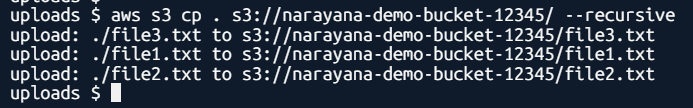 uploads $ aws s3 cp . s3://narayana-demo-bucket-12345/ --recursive
upload: ./file3.txt to s3://narayana-demo-bucket-12345/file3.txt
upload: ./file1.txt to s3://narayana-demo-bucket-12345/file1.txt
upload: ./file2.txt to s3://narayana-demo-bucket-12345/file2.txt
uploads $